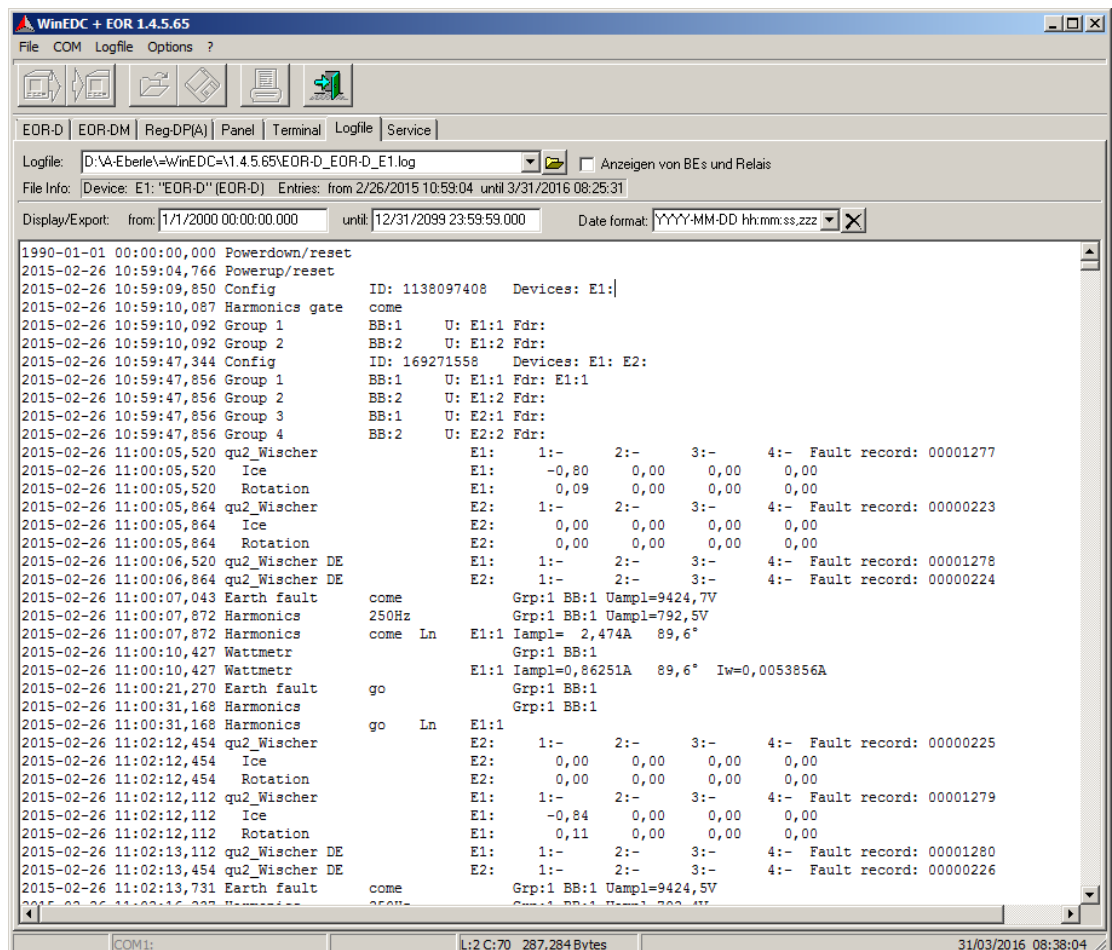 WinEDC + EOR 1.4.5.65
File COM Logfile Options ?
EOR-D EOR-DM Reg-DP(A) Panel Terminal Logfile Service
Logfile: D:\A-Eberle\=WinEDC=\1.4.5.65\EOR-D_EOR-D_E1.log Anzeigen von BEs und Relais
File Info: Device: E1: "EOR-D" (EOR-D) Entries: from 2/26/2015 10:59:04 until 3/31/2016 08:25:31
Display/Export: from: 1/1/2000 00:00:00.000 until: 12/31/2099 23:59:59.000 Date format: YYYY-MM-DD hh:mm:ss,zzz
1990-01-01 00:00:00,000 Powerdown/reset
2015-02-26 10:59:04,766 Powerup/reset
2015-02-26 10:59:09,850 Config ID: 1138097408 Devices: E1:
2015-02-26 10:59:10,087 Harmonics gate come
2015-02-26 10:59:10,092 Group 1 BB:1 U: E1:1 Fdr:
2015-02-26 10:59:10,092 Group 2 BB:2 U: E1:2 Fdr:
2015-02-26 10:59:47,344 Config ID: 169271558 Devices: E1: E2:
2015-02-26 10:59:47,856 Group 1 BB:1 U: E1:1 Fdr: E1:1
2015-02-26 10:59:47,856 Group 2 BB:2 U: E1:2 Fdr:
2015-02-26 10:59:47,856 Group 3 BB:1 U: E2:1 Fdr:
2015-02-26 10:59:47,856 Group 4 BB:2 U: E2:2 Fdr:
2015-02-26 11:00:05,520 qu2_Wischer E1: 1:- 2:- 3:- 4:- Fault record: 00001277
2015-02-26 11:00:05,520 Ice E1: -0,80 0,00 0,00 0,00
2015-02-26 11:00:05,520 Rotation E1: 0,09 0,00 0,00 0,00
2015-02-26 11:00:05,864 qu2_Wischer E2: 1:- 2:- 3:- 4:- Fault record: 00000223
2015-02-26 11:00:05,864 Ice E2: 0,00 0,00 0,00 0,00
2015-02-26 11:00:05,864 Rotation E2: 0,00 0,00 0,00 0,00
2015-02-26 11:00:06,520 qu2_Wischer DE E1: 1:- 2:- 3:- 4:- Fault record: 00001278
2015-02-26 11:00:06,864 qu2_Wischer DE E2: 1:- 2:- 3:- 4:- Fault record: 00000224
2015-02-26 11:00:07,043 Earth fault come Grp:1 BB:1 Uampl=9424,7V
2015-02-26 11:00:07,872 Harmonics 250Hz Grp:1 BB:1 Uampl=792,5V
2015-02-26 11:00:07,872 Harmonics come Ln E1:1 Iampl= 2,474A 89,6°
2015-02-26 11:00:10,427 Wattmetr Grp:1 BB:1
2015-02-26 11:00:10,427 Wattmetr E1:1 Iampl=0,86251A 89,6° Iw=0,0053856A
2015-02-26 11:00:21,270 Earth fault go Grp:1 BB:1
2015-02-26 11:00:31,168 Harmonics Grp:1 BB:1
2015-02-26 11:00:31,168 Harmonics go Ln E1:1
2015-02-26 11:02:12,454 qu2_Wischer E2: 1:- 2:- 3:- 4:- Fault record: 00000225
2015-02-26 11:02:12,454 Ice E2: 0,00 0,00 0,00 0,00
2015-02-26 11:02:12,454 Rotation E2: 0,00 0,00 0,00 0,00
2015-02-26 11:02:12,112 qu2_Wischer E1: 1:- 2:- 3:- 4:- Fault record: 00001279
2015-02-26 11:02:12,112 Ice E1: -0,84 0,00 0,00 0,00
2015-02-26 11:02:12,112 Rotation E1: 0,11 0,00 0,00 0,00
2015-02-26 11:02:13,112 qu2_Wischer DE E1: 1:- 2:- 3:- 4:- Fault record: 00001280
2015-02-26 11:02:13,454 qu2_Wischer DE E2: 1:- 2:- 3:- 4:- Fault record: 00000226
2015-02-26 11:02:13,731 Earth fault come Grp:1 BB:1 Uampl=9424,5V
COM1: L:2 C:70 287,284 Bytes 31/03/2016 08:38:04